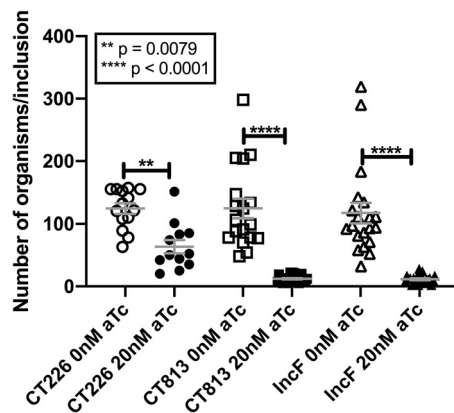 ** p = 0.0079
**** p < 0.0001
Number of organisms/inclusion
400
300
200
100
0
**
****
****
CT226 0nM aTc
CT226 20nM aTc
CT813 0nM aTc
CT813 20nM aTc
IncF 0nM aTc
IncF 20nM aTc